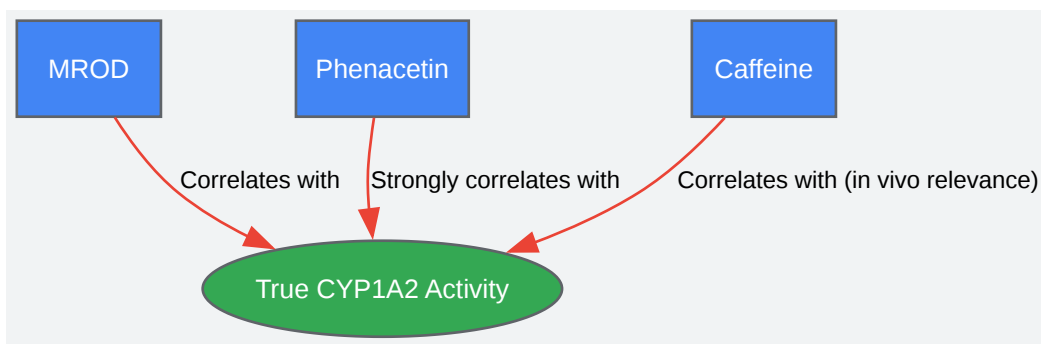 MROD
Phenacetin
Caffeine
Correlates with
Strongly correlates with
Correlates with (in vivo relevance)
True CYP1A2 Activity